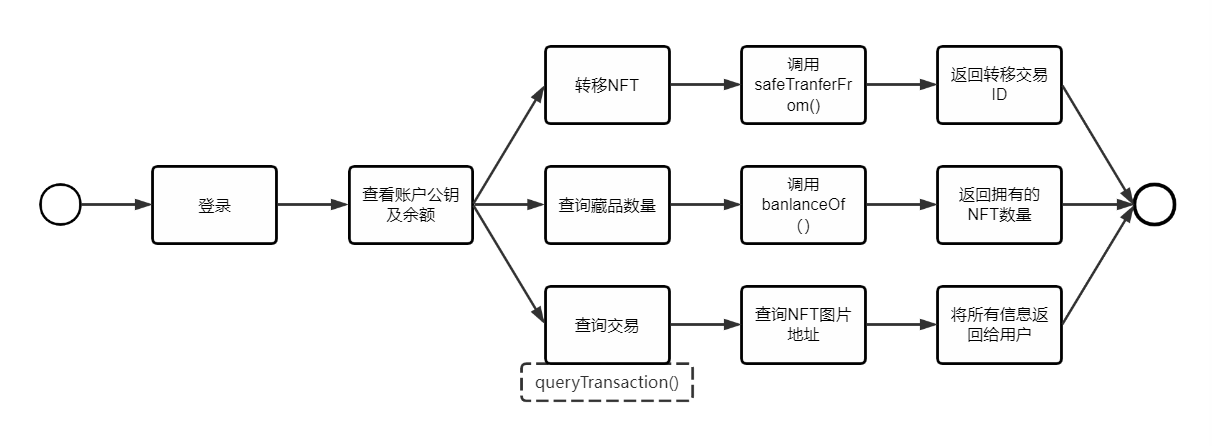 登录
查看账户公钥
及余额
转移NFT
调用
safeTranferFr
om()
返回转移交易
ID
查询藏品数量
调用
banlanceOf
()
返回拥有的
NFT数量
查询交易
queryTransaction()
查询NFT图片
地址
将所有信息返
回给用户